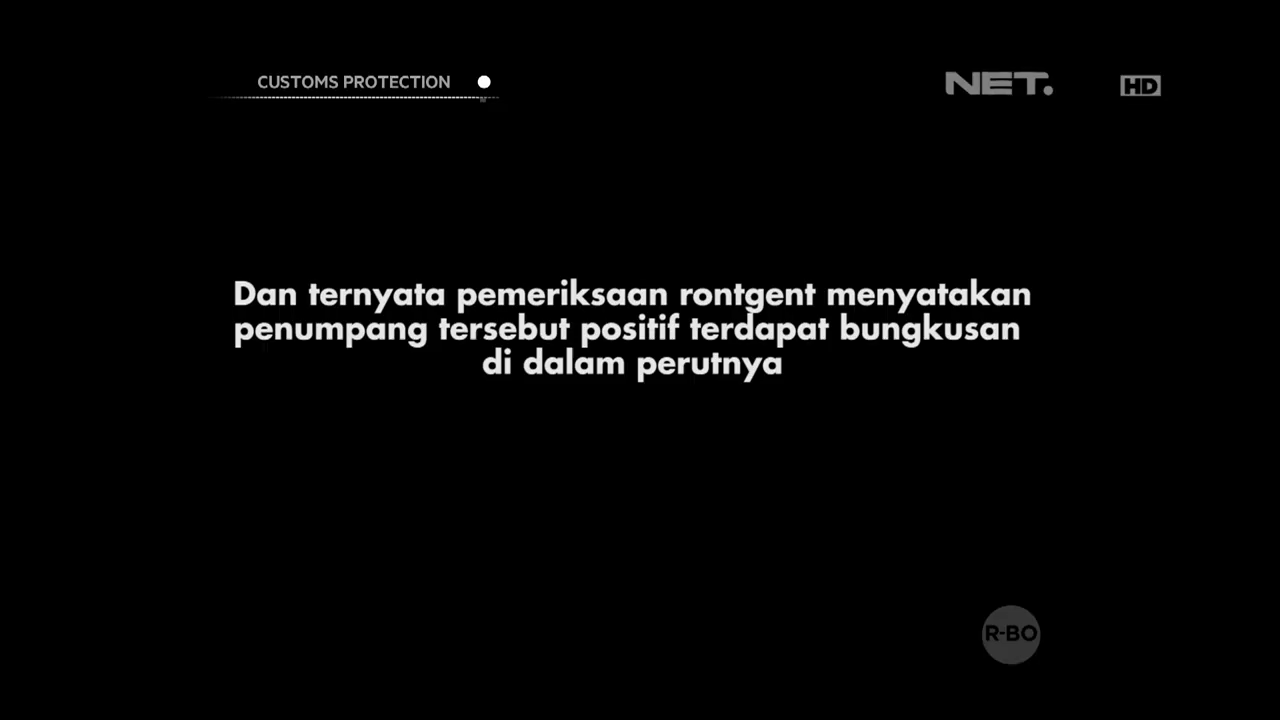 CUSTOMS PROTECTION
NET.
HD
Dan ternyata pemeriksaan rontgent menyatakan
penumpang tersebut positif terdapat bungkusan
di dalam perutnya
R-BO